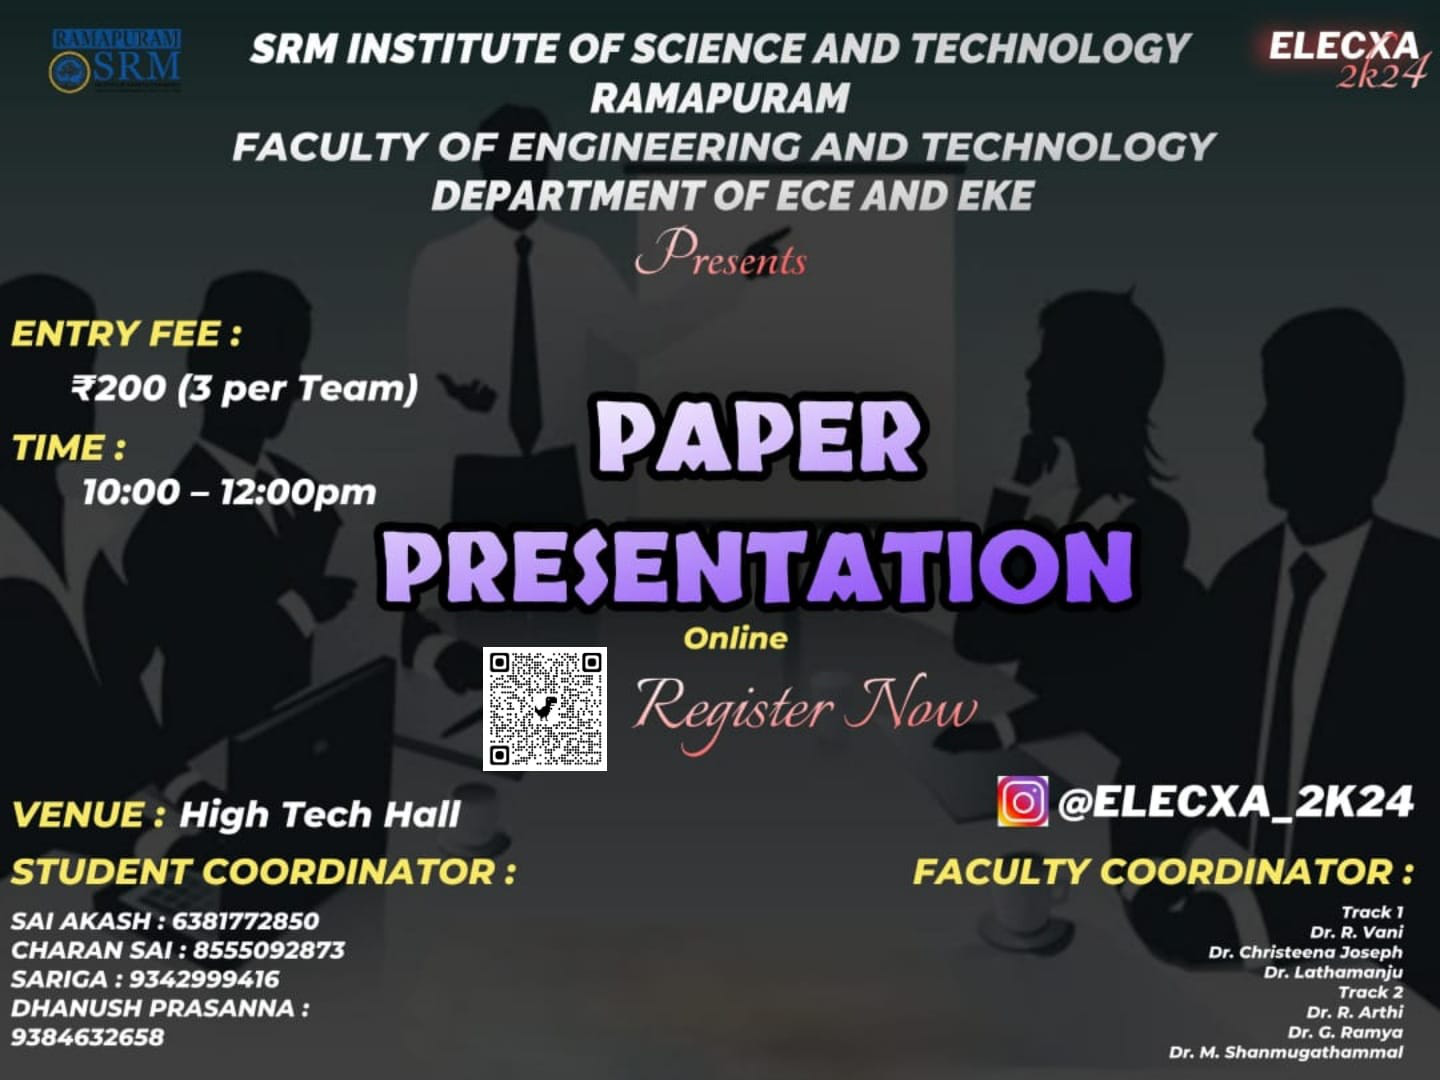 RAMAPURAM
SRM
ELECXA
2k24
SRM INSTITUTE OF SCIENCE AND TECHNOLOGY
RAMAPURAM
FACULTY OF ENGINEERING AND TECHNOLOGY
DEPARTMENT OF ECE AND EKE
Presents
ENTRY FEE :
₹200 (3 per Team)
TIME :
10:00 – 12:00pm
PAPER
PRESENTATION
Online
Register Now
VENUE : High Tech Hall
@ELECXA_2K24
STUDENT COORDINATOR :
SAI AKASH : 6381772850
CHARAN SAI : 8555092873
SARIGA : 9342999416
DHANUSH PRASANNA :
9384632658
FACULTY COORDINATOR :
Track 1
Dr. R. Vani
Dr. Christeena Joseph
Dr. Lathamanju
Track 2
Dr. R. Arthi
Dr. G. Ramya
Dr. M. Shanmugathammal